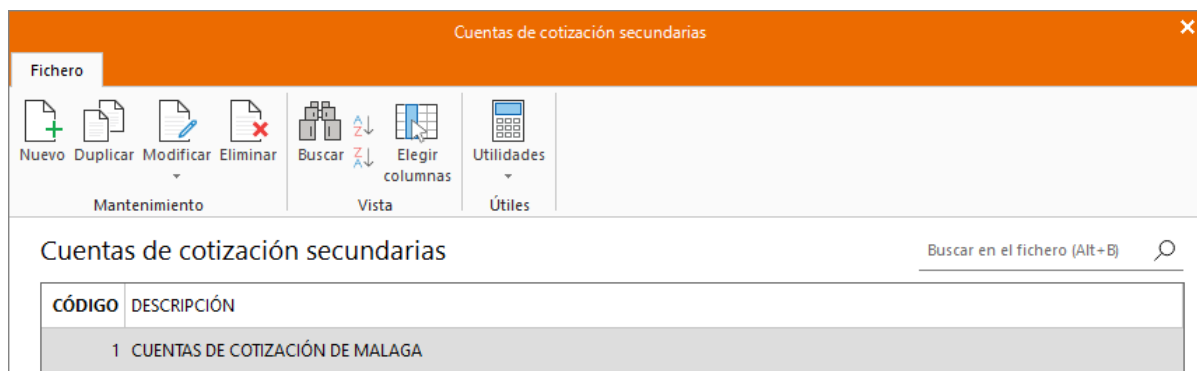 Cuentas de cotización secundarias
Fichero
Nuevo Duplicar Modificar Eliminar Buscar Elegir columnas Utilidades
Mantenimiento Vista Útiles
Cuentas de cotización secundarias
Buscar en el fichero (Alt+B)
CÓDIGO DESCRIPCIÓN
1 CUENTAS DE COTIZACIÓN DE MALAGA